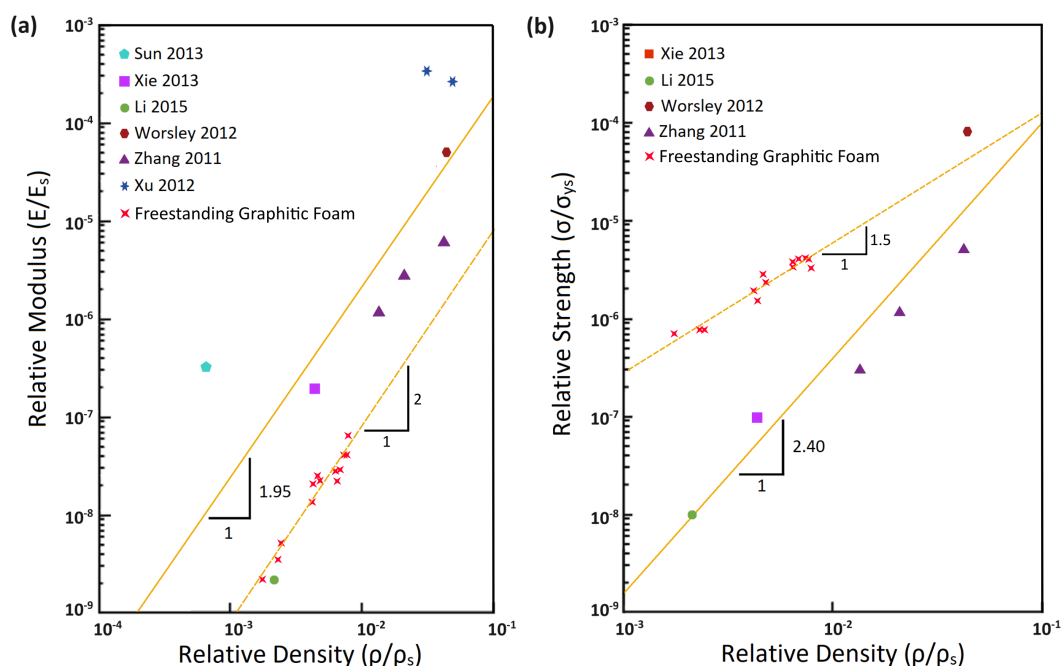 (a)
10⁻³
10⁻⁴
10⁻⁵
10⁻⁶
10⁻⁷
10⁻⁸
10⁻⁹
Relative Modulus (E/Eₛ)
Sun 2013
Xie 2013
Li 2015
Worsley 2012
Zhang 2011
Xu 2012
Freestanding Graphitic Foam
2
1
1.95
1
10⁻⁴
10⁻³
10⁻²
10⁻¹
Relative Density (ρ/ρₛ)
(b)
10⁻³
10⁻⁴
10⁻⁵
10⁻⁶
10⁻⁷
10⁻⁸
10⁻⁹
Relative Strength (σ/σyₛ)
Xie 2013
Li 2015
Worsley 2012
Zhang 2011
Freestanding Graphitic Foam
1.5
1
2.40
1
10⁻³
10⁻²
10⁻¹
Relative Density (ρ/ρₛ)